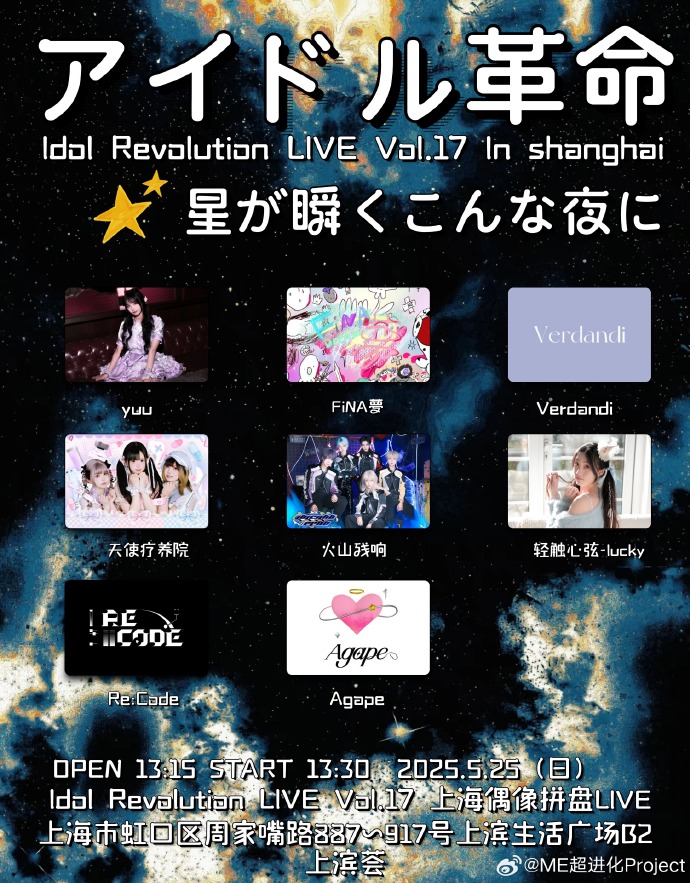 アイドル革命
Idol Revolution LIVE Vol.17 In shanghai
星が瞬くこんな夜に
FiNA
Verdandi
yuu
FiNA夢
Verdandi
天使疗养院
火山残响
轻触心弦-lucky
RE
CODE
Agape
Re:Code
Agape
OPEN 13:15 START 13:30 2025.5.25（日）
Idol Revolution LIVE Vol.17 上海偶像拼盘LIVE
上海市虹口区周家嘴路887~917号上滨生活广场B2
上滨荟
@ME超进化Project